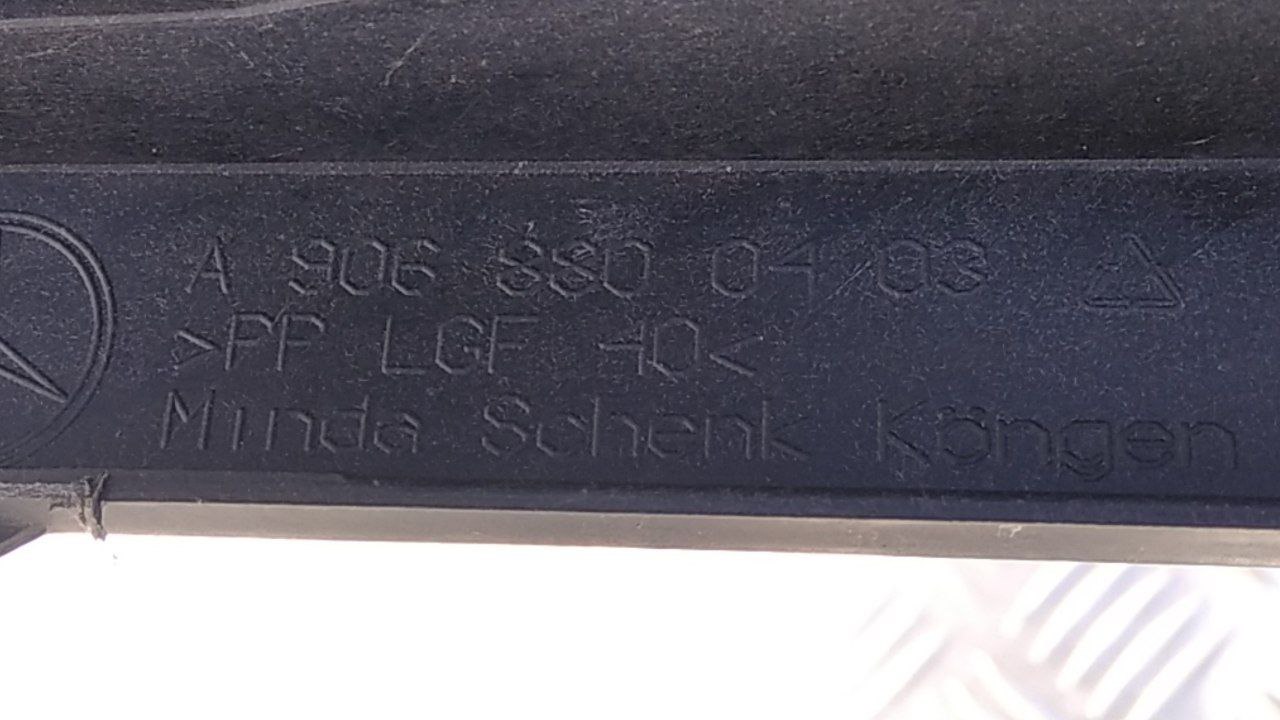 A 906 880 04 03
>PP LGF 40<
Minda Schenk Köngen